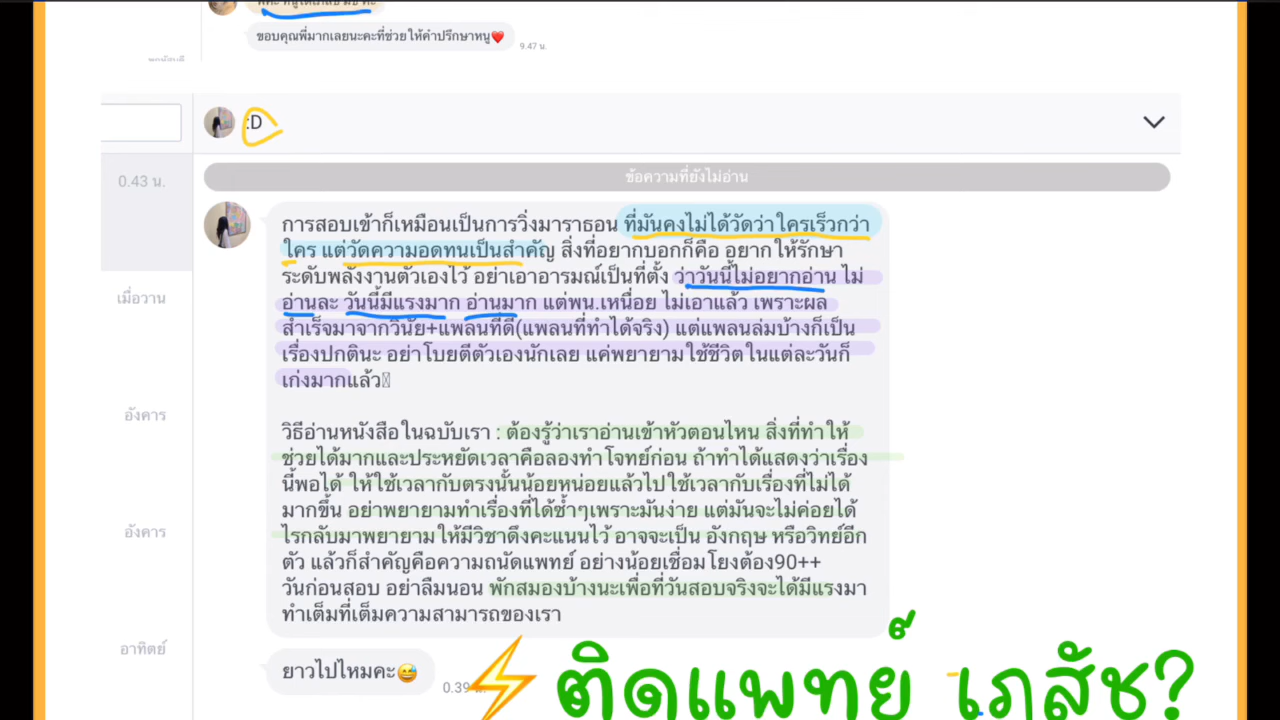 ขอบคุณพี่มากเลยนะคะที่ช่วยให้คำปรึกษาหนู❤️
9.47 น.
:D
0.43 น.
ข้อความที่ยังไม่อ่าน
การสอบเข้าก็เหมือนเป็นการวิ่งมาราธอน ที่มันคงไม่ได้วัดว่าใครเร็วกว่า
ใคร แต่วัดความอดทนเป็นสำคัญ สิ่งที่อยากบอกก็คือ อยากให้รักษา
ระดับพลังงานตัวเองไว้ อย่าเอาอารมณ์เป็นที่ตั้ง ว่าวันนี้ไม่อยากอ่าน ไม่
อ่านละ วันนี้มีแรงมาก อ่านมาก แต่พน.เหนื่อย ไม่เอาแล้ว เพราะผล
สำเร็จมาจากวินัย+แพลนที่ดี(แพลนที่ทำได้จริง) แต่แพลนล่มบ้างก็เป็น
เรื่องปกตินะ อย่าโบยตีตัวเองนักเลย แค่พยายามใช้ชีวิตในแต่ละวันก็
เก่งมากแล้ว
วิธีอ่านหนังสือในฉบับเรา : ต้องรู้ว่าเราอ่านเข้าหัวตอนไหน สิ่งที่ทำให้
ช่วยได้มากและประหยัดเวลาคือลองทำโจทย์ก่อน ถ้าทำได้แสดงว่าเรื่อง
นี้พอได้ ให้ใช้เวลากับตรงนั้นน้อยหน่อยแล้วไปใช้เวลากับเรื่องที่ไม่ได้
มากขึ้น อย่าพยายามทำเรื่องที่ได้ซ้ำๆเพราะมันง่าย แต่มันจะไม่ค่อยได้
ไรกลับมาพยายามให้มีวิชาดึงคะแนนไว้ อาจจะเป็น อังกฤษ หรือวิทย์อีก
ตัว แล้วก็สำคัญคือความถนัดแพทย์ อย่างน้อยเชื่อมโยงต้อง90++
วันก่อนสอบ อย่าลืมนอน พักสมองบ้างนะเพื่อที่วันสอบจริงจะได้มีแรงมา
ทำเต็มที่เต็มความสามารถของเรา
เมื่อวาน
อังคาร
อังคาร
อาทิตย์
ยาวไปไหมคะ😅
0.39 น.
⚡ติดแพทย์ เภสัช?